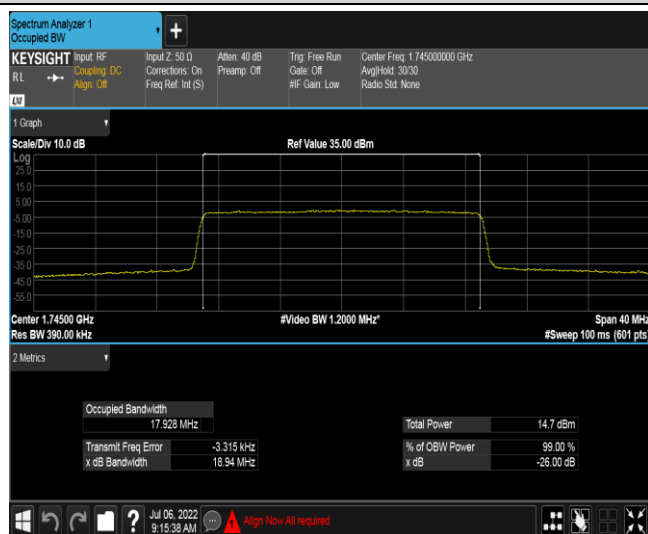 Spectrum Analyzer 1
Occupied BW
+
KEYSIGHT
RL
LXI
Input: RF
Coupling: DC
Align: Off
Input Z: 50 Ω
Corrections: On
Freq Ref: Int (S)
Atten: 40 dB
Preamp: Off
Trig: Free Run
Gate: Off
#IF Gain: Low
Center Freq: 1.745000000 GHz
Avg|Hold: 30/30
Radio Std: None
1 Graph
Scale/Div 10.0 dB
Ref Value 35.00 dBm
Log
25.0
15.0
5.00
-5.00
-15.0
-25.0
-35.0
-45.0
-55.0
Center 1.74500 GHz
#Video BW 1.2000 MHz*
Span 40 MHz
Res BW 390.00 kHz
#Sweep 100 ms (601 pts)
2 Metrics
Occupied Bandwidth
17.928 MHz
Total Power 14.7 dBm
Transmit Freq Error -3.315 kHz
% of OBW Power 99.00 %
x dB Bandwidth 18.94 MHz
x dB -26.00 dB
?
Jul 06, 2022
9:15:38 AM
Align Now All required